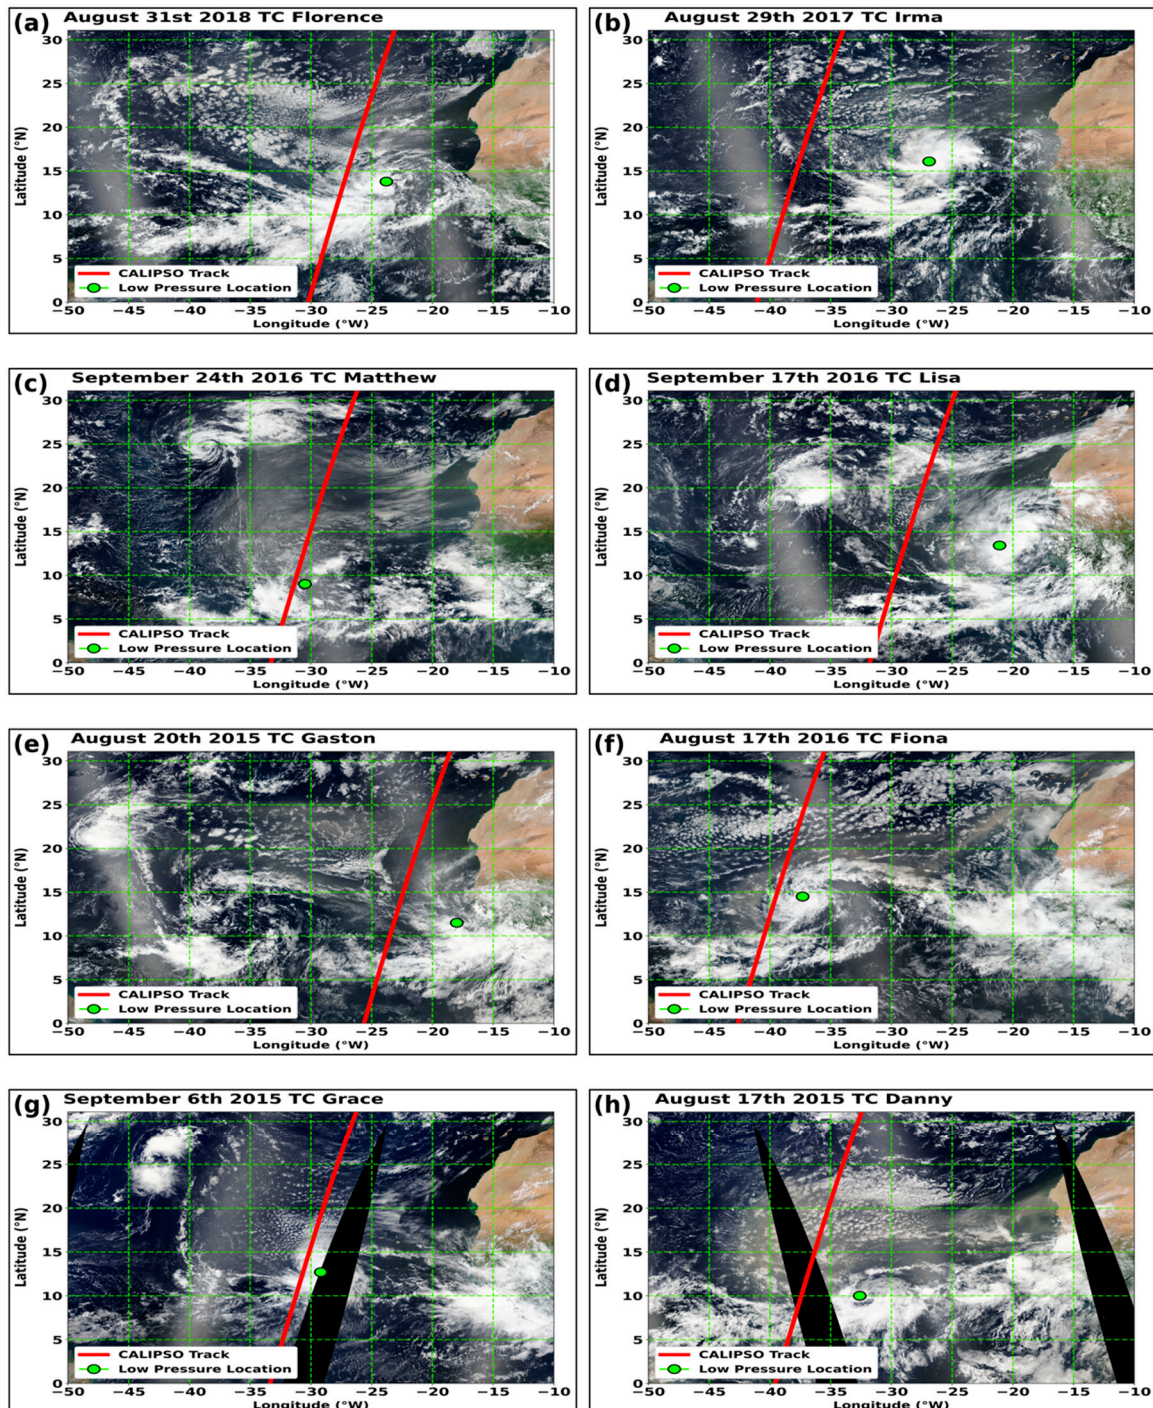 (a) August 31st 2018 TC Florence
Latitude (°N)
30
25
20
15
10
5
0
CALIPSO Track
Low Pressure Location
−50 −45 −40 −35 −30 −25 −20 −15 −10
Longitude (°W)
(b) August 29th 2017 TC Irma
Latitude (°N)
30
25
20
15
10
5
0
CALIPSO Track
Low Pressure Location
−50 −45 −40 −35 −30 −25 −20 −15 −10
Longitude (°W)
(c) September 24th 2016 TC Matthew
Latitude (°N)
30
25
20
15
10
5
0
CALIPSO Track
Low Pressure Location
−50 −45 −40 −35 −30 −25 −20 −15 −10
Longitude (°W)
(d) September 17th 2016 TC Lisa
Latitude (°N)
30
25
20
15
10
5
0
CALIPSO Track
Low Pressure Location
−50 −45 −40 −35 −30 −25 −20 −15 −10
Longitude (°W)
(e) August 20th 2015 TC Gaston
Latitude (°N)
30
25
20
15
10
5
0
CALIPSO Track
Low Pressure Location
−50 −45 −40 −35 −30 −25 −20 −15 −10
Longitude (°W)
(f) August 17th 2016 TC Fiona
Latitude (°N)
30
25
20
15
10
5
0
CALIPSO Track
Low Pressure Location
−50 −45 −40 −35 −30 −25 −20 −15 −10
Longitude (°W)
(g) September 6th 2015 TC Grace
Latitude (°N)
30
25
20
15
10
5
0
CALIPSO Track
Low Pressure Location
−50 −45 −40 −35 −30 −25 −20 −15 −10
Longitude (°W)
(h) August 17th 2015 TC Danny
Latitude (°N)
30
25
20
15
10
5
0
CALIPSO Track
Low Pressure Location
−50 −45 −40 −35 −30 −25 −20 −15 −10
Longitude (°W)